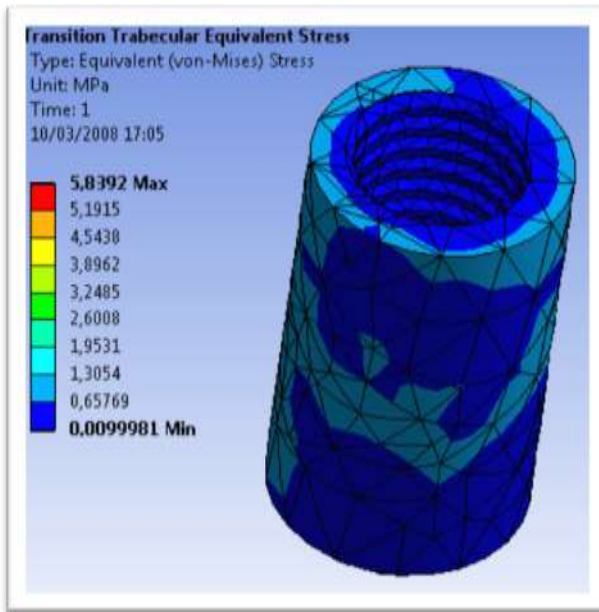 Transition Trabecular Equivalent Stress
Type: Equivalent (von-Mises) Stress
Unit: MPa
Time: 1
10/03/2008 17:05
5,8392 Max
5,1915
4,5438
3,8962
3,2485
2,6008
1,9531
1,3054
0,65769
0,0099981 Min